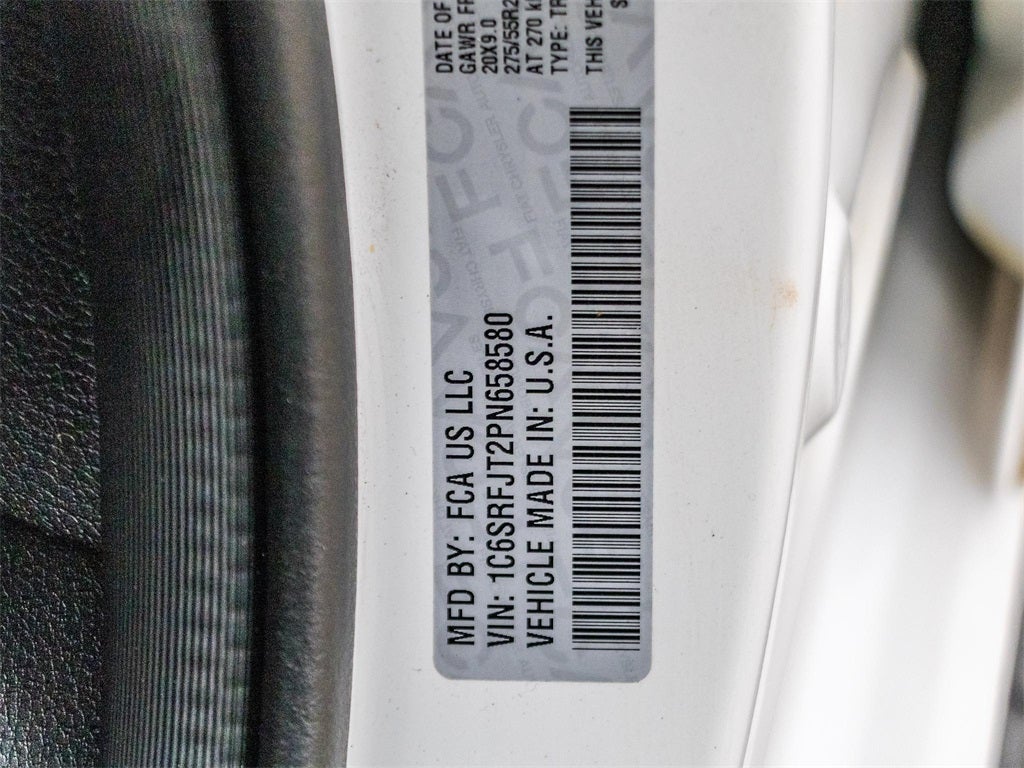 MFD BY: FCA US LLC
VIN: 1C6SRFJT2PN658580
VEHICLE MADE IN: U.S.A.
DATE OF
GAWR FR
20X9.0
275/55R2
AT 270 k
TYPE: TR
THIS VEH